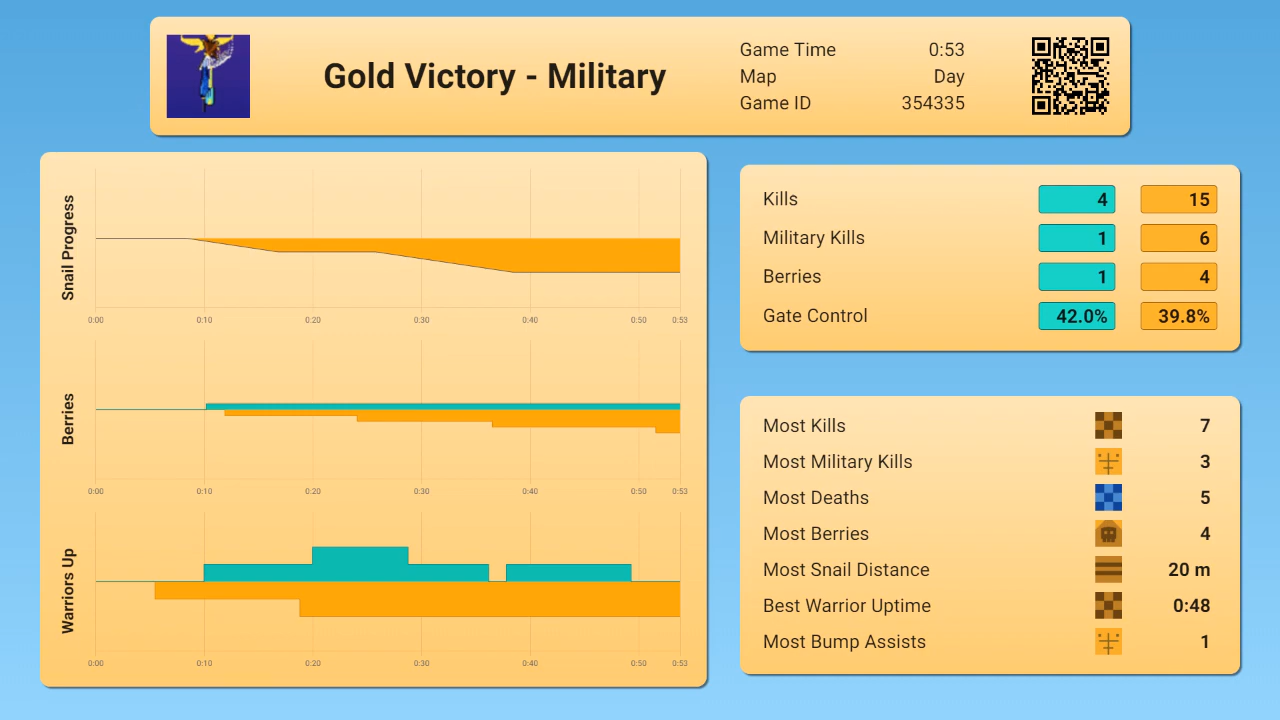 Gold Victory - Military
Game Time 0:53
Map Day
Game ID 354335
Snail Progress
0:00 0:10 0:20 0:30 0:40 0:50 0:53
Berries
0:00 0:10 0:20 0:30 0:40 0:50 0:53
Warriors Up
0:00 0:10 0:20 0:30 0:40 0:50 0:53
Kills 4 15
Military Kills 1 6
Berries 1 4
Gate Control 42.0% 39.8%
Most Kills 7
Most Military Kills 3
Most Deaths 5
Most Berries 4
Most Snail Distance 20 m
Best Warrior Uptime 0:48
Most Bump Assists 1